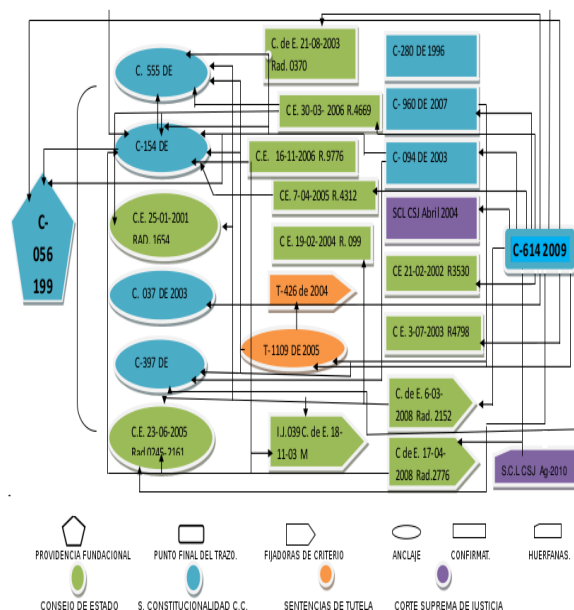 C. 555 DE
C. de E. 21-08-2003
Rad. 0370
C-280 DE 1996
C E. 30-03- 2006 R.4669
C- 960 DE 2007
C-154 DE
C.E. 16-11-2006 R.9776
C- 094 DE 2003
CE. 7-04-2005 R.4312
SCL CSJ Abril 2004
C-
056
199
C.E. 25-01-2001
RAD. 1654
C E. 19-02-2004 R. 099
C-614 2009
CE 21-02-2002 R3530
C. 037 DE 2003
T-426 de 2004
C E. 3-07-2003 R4798
T-1109 DE 2005
C-397 DE
C. de E. 6-03-
2008 Rad. 2152
C.E. 23-06-2005
Rad.0245-2161
I.J.039 C. de E. 18-
11-03 M
C de E. 17-04-
2008 Rad.2776
S.C.L CSJ Ag-2010
PROVIDENCIA FUNDACIONAL
PUNTO FINAL DEL TRAZO.
FIJADORAS DE CRITERIO
ANCLAJE
CONFIRMAT.
HUERFANAS.
CONSEJO DE ESTADO
S. CONSTITUCIONALIDAD C.C.
SENTENCIAS DE TUTELA
CORTE SUPREMA DE JUSTICIA